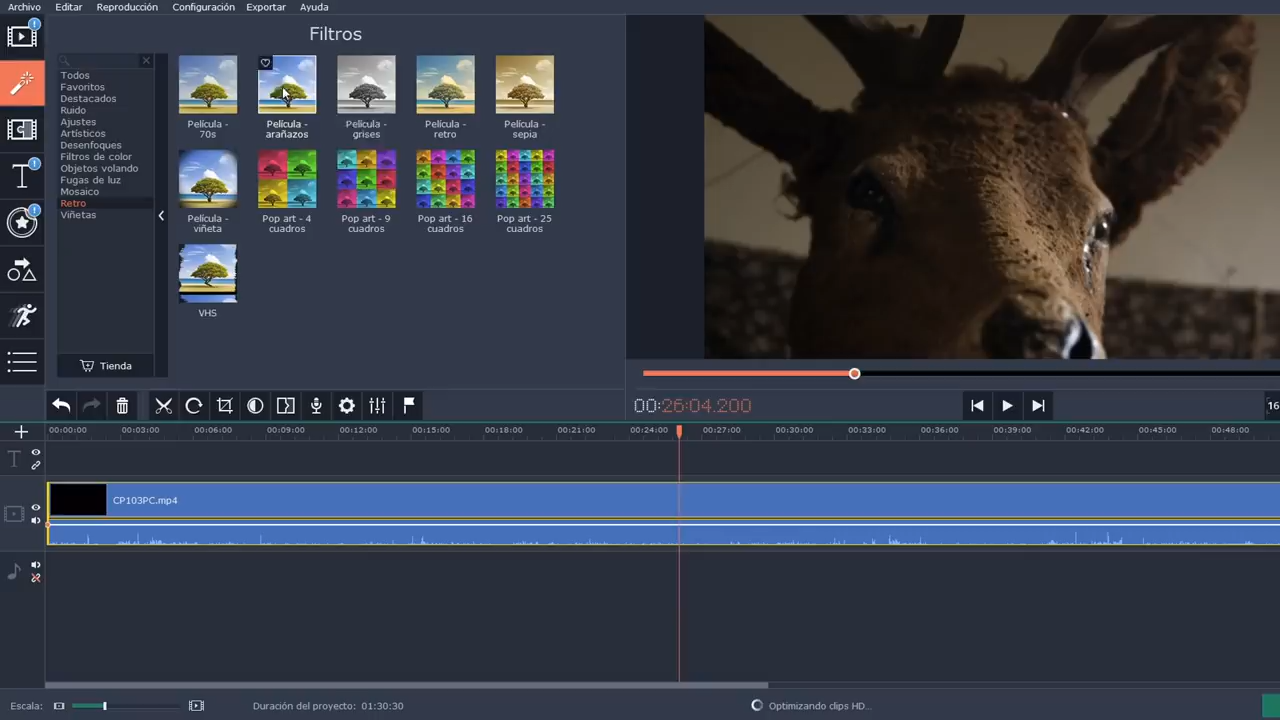 Archivo Editar Reproducción Configuración Exportar Ayuda
Filtros
Todos
Favoritos
Destacados
Ruido
Ajustes
Artísticos
Desenfoques
Filtros de color
Objetos volando
Fugas de luz
Mosaico
Retro
Viñetas
Tienda
Película -
70s
Película -
arañazos
Película -
grises
Película -
retro
Película -
sepia
Película -
viñeta
Pop art - 4
cuadros
Pop art - 9
cuadros
Pop art - 16
cuadros
Pop art - 25
cuadros
VHS
00:26:04.200
16
00:00:00 00:03:00 00:06:00 00:09:00 00:12:00 00:15:00 00:18:00 00:21:00 00:24:00 00:27:00 00:30:00 00:33:00 00:36:00 00:39:00 00:42:00 00:45:00 00:48:00
CP103PC.mp4
Escala:
Duración del proyecto: 01:30:30
Optimizando clips HD...